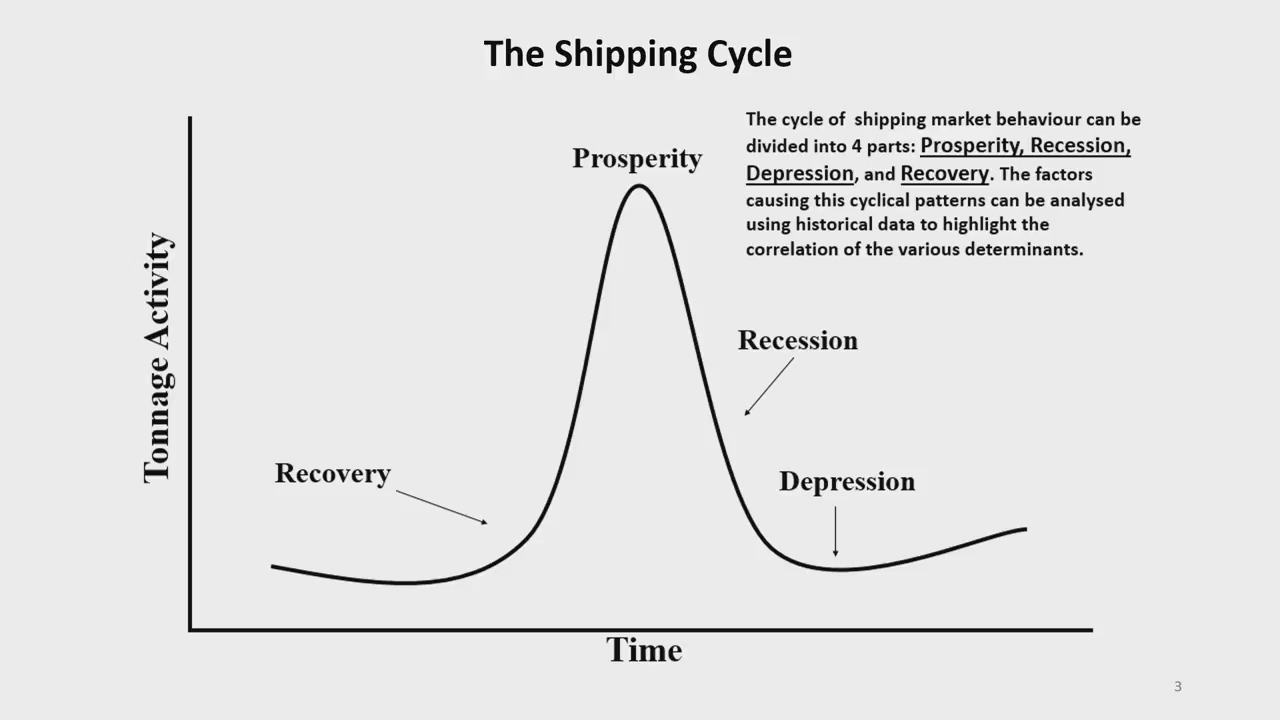 The Shipping Cycle
The cycle of  shipping market behaviour can be
divided into 4 parts: Prosperity, Recession,
Depression, and Recovery. The factors
causing this cyclical patterns can be analysed
using historical data to highlight the
correlation of the various determinants.
Prosperity
Recession
Recovery
Depression
Tonnage Activity
Time
3